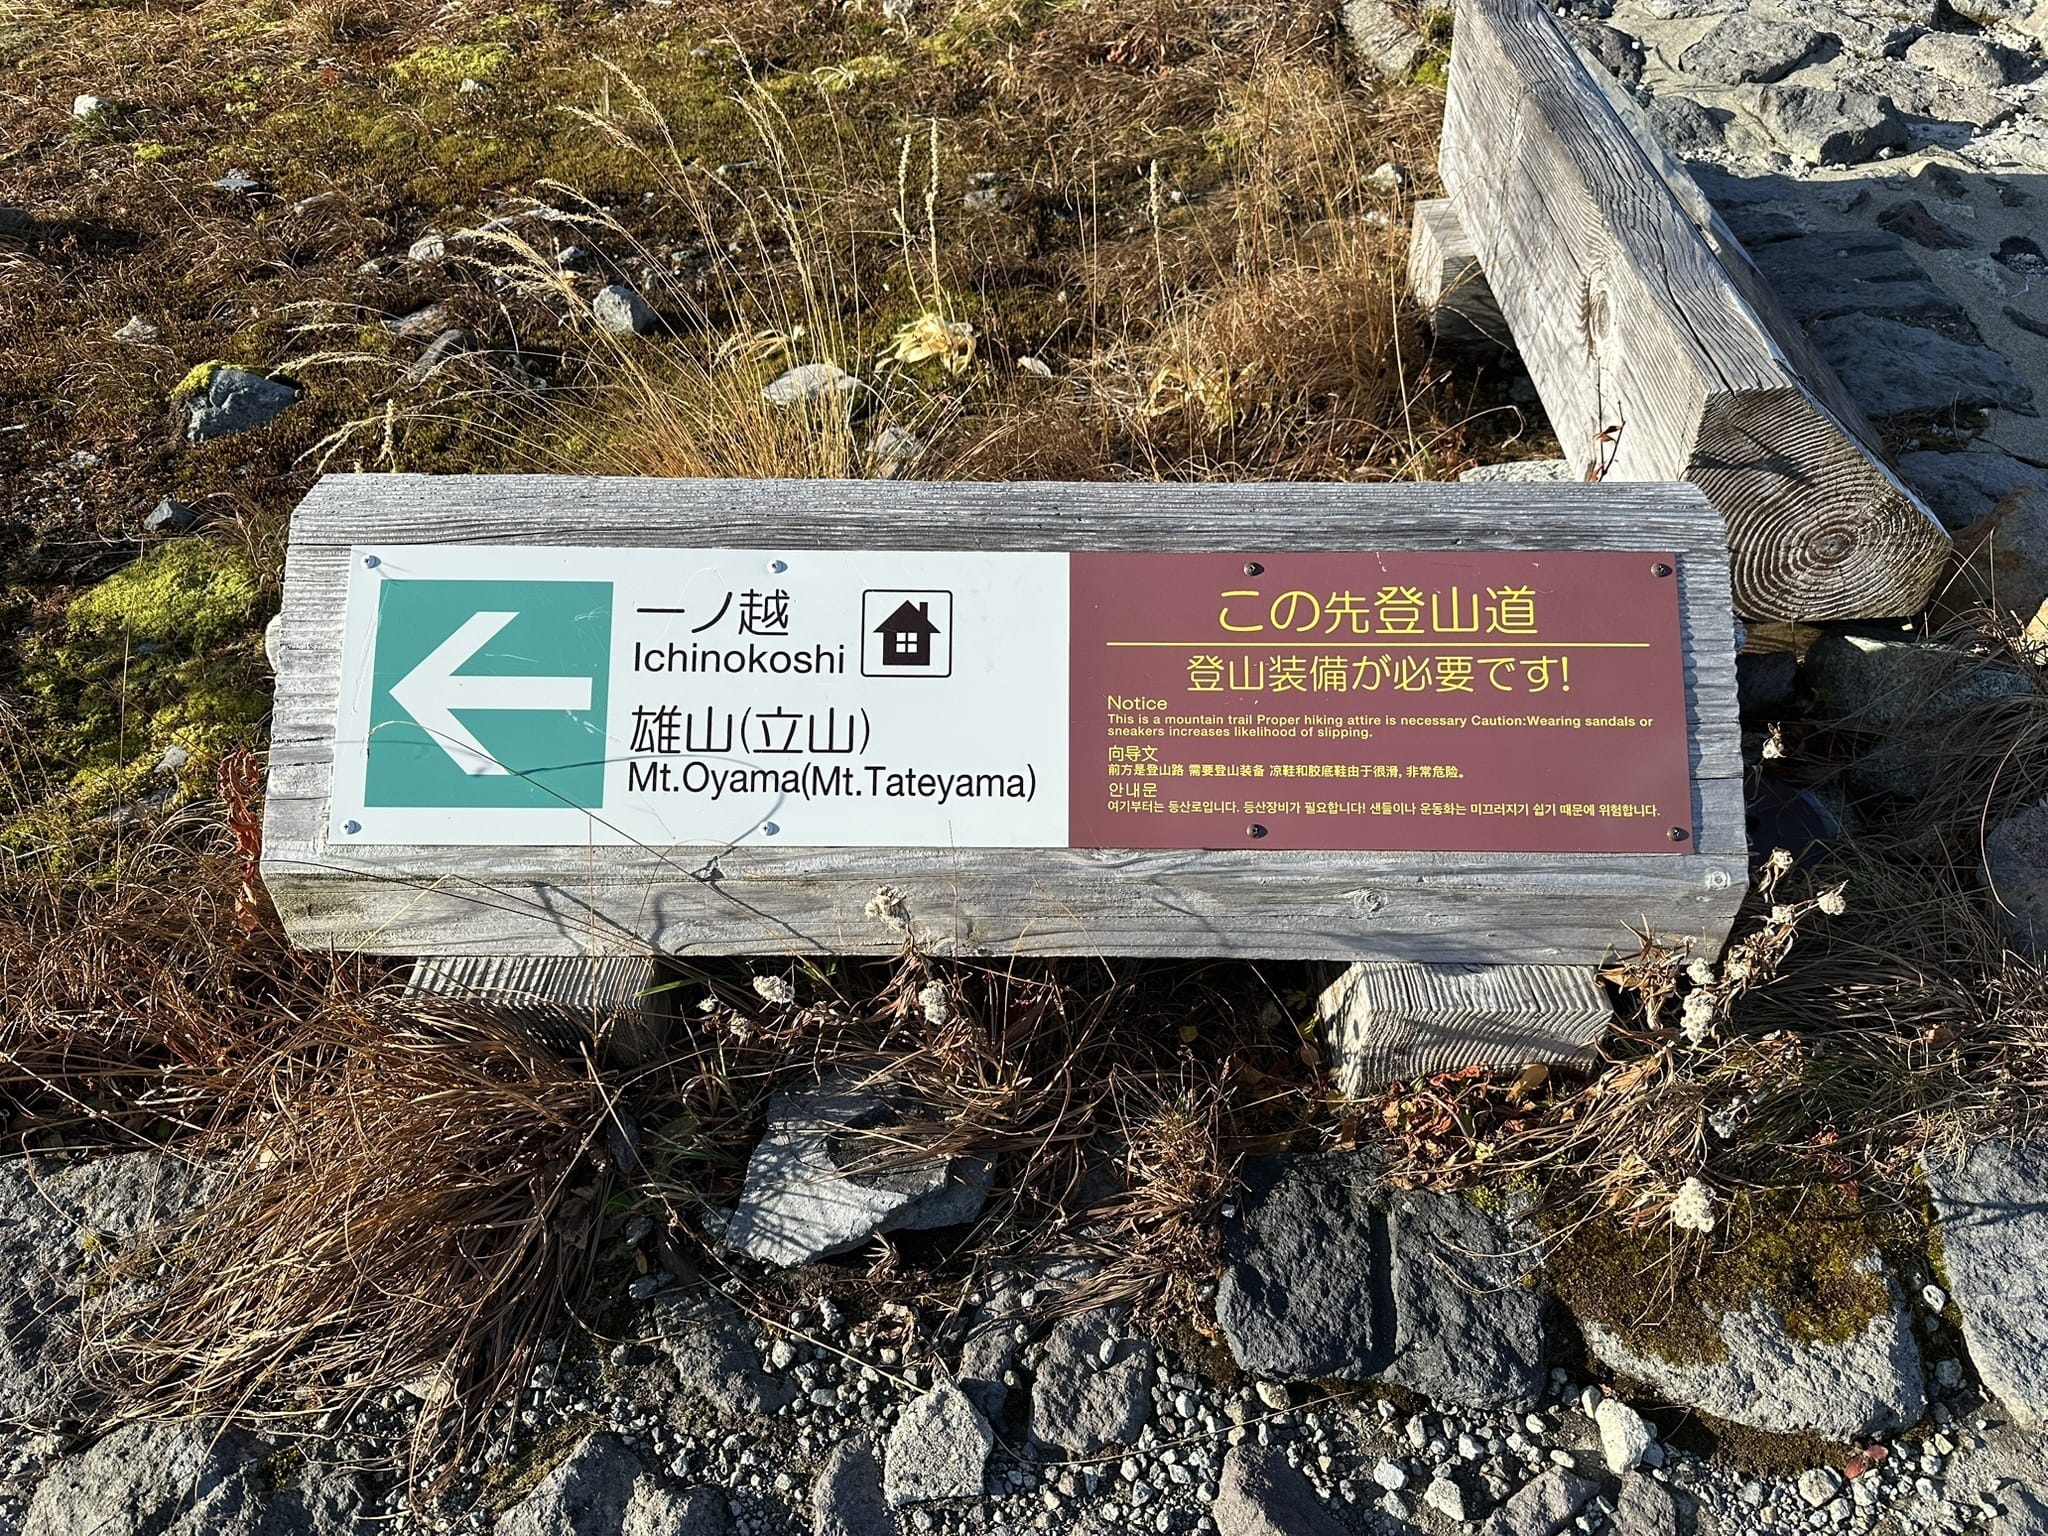 一ノ越
Ichinokoshi
雄山(立山)
Mt.Oyama(Mt.Tateyama)
この先登山道
登山装備が必要です!
Notice
This is a mountain trail Proper hiking attire is necessary Caution:Wearing sandals or
sneakers increases likelihood of slipping.
向导文
前方是登山路 需要登山装备 凉鞋和胶底鞋由于很滑, 非常危险。
안내문
여기부터는 등산로입니다. 등산장비가 필요합니다! 샌들이나 운동화는 미끄러지기 쉽기 때문에 위험합니다.